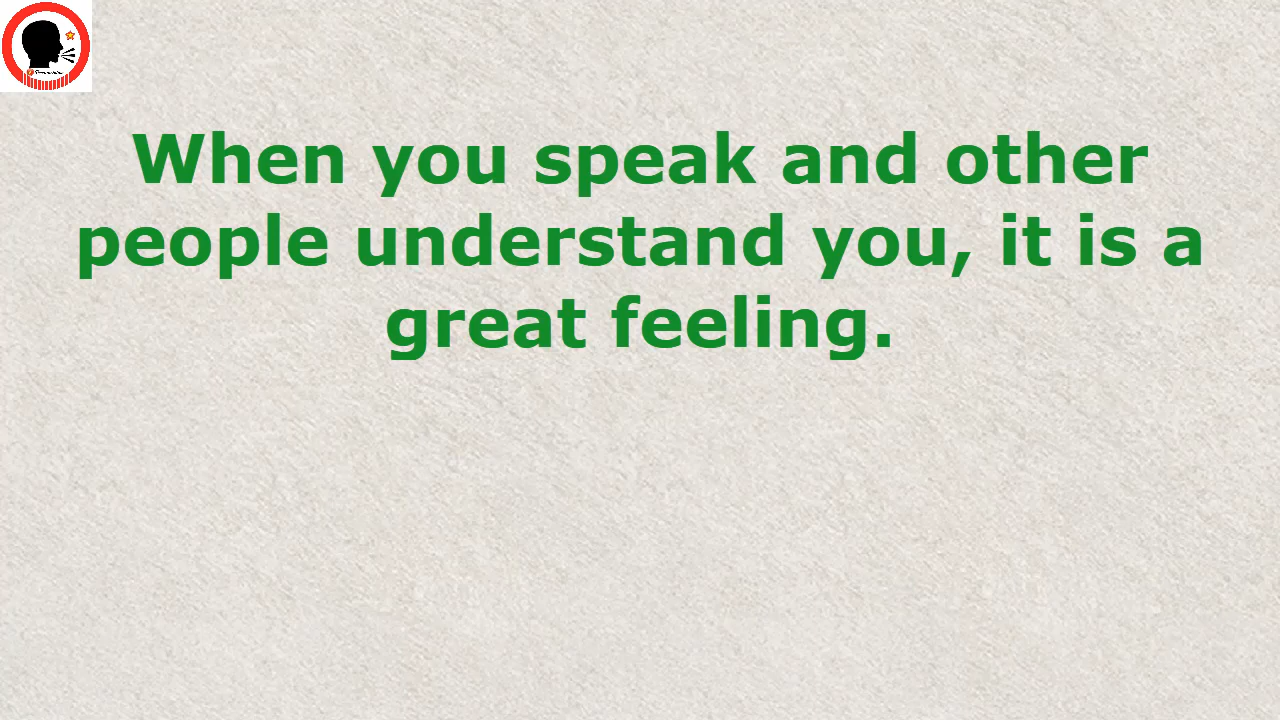 When you speak and other
people understand you, it is a
great feeling.